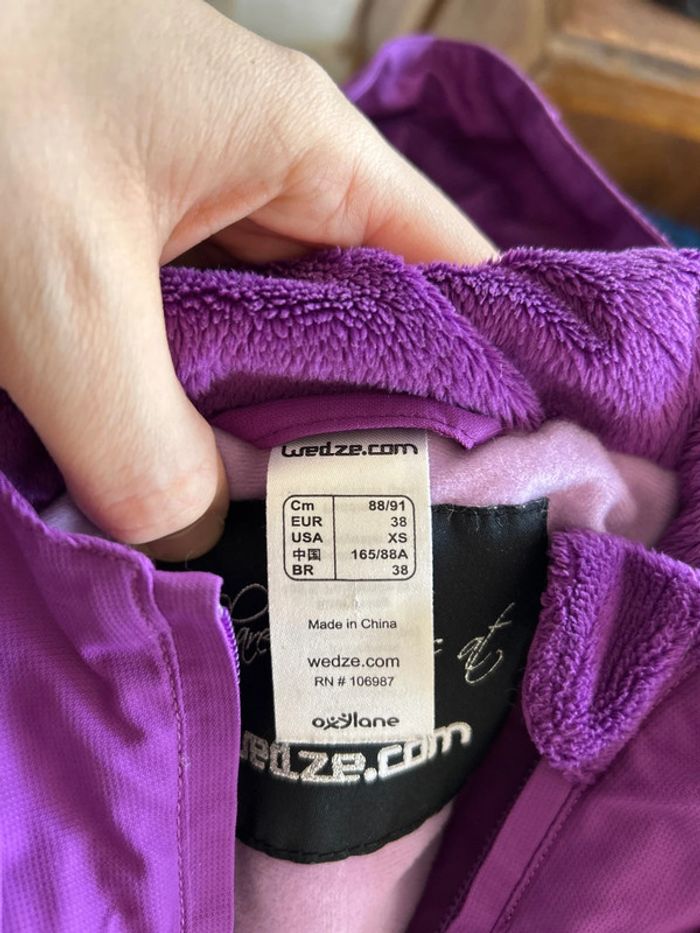 wedze.com
Cm 88/91
EUR 38
USA XS
中国 165/88A
BR 38
Made in China
wedze.com
RN # 106987
oxylane
at
wedze.com